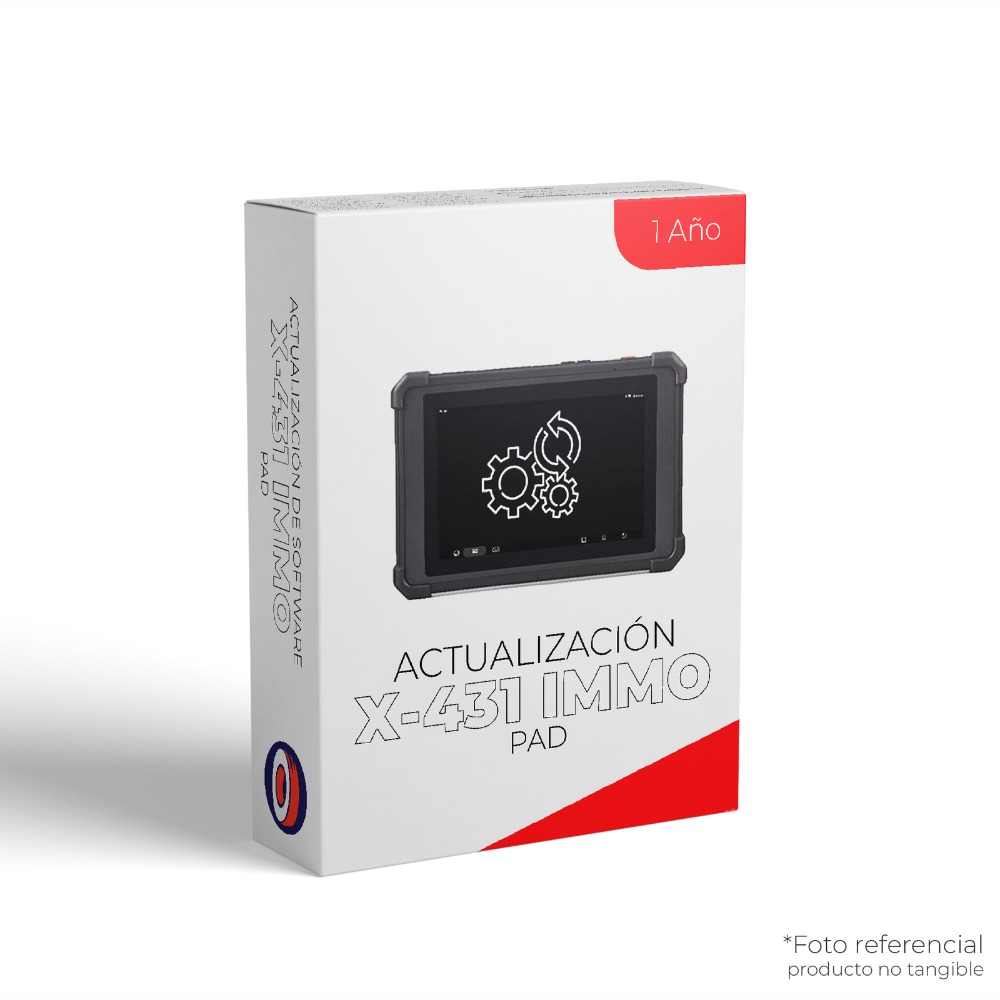 1 Año
ACTUALIZACIÓN DE SOFTWARE
X-431 IMMO
PAD
ACTUALIZACIÓN
X-431 IMMO
PAD
*Foto referencial
producto no tangible